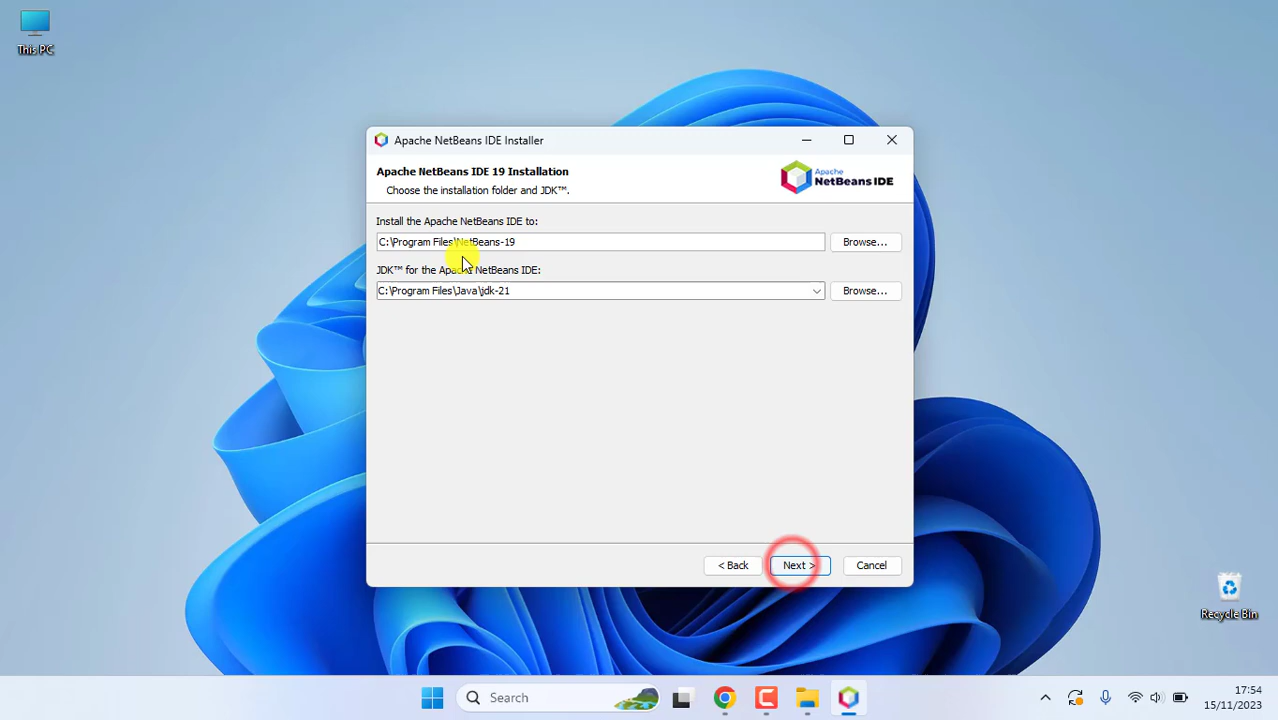 This PC
Apache NetBeans IDE Installer
Apache NetBeans IDE 19 Installation
Choose the installation folder and JDK™.
Apache
NetBeans IDE
Install the Apache NetBeans IDE to:
C:\Program Files\NetBeans-19
Browse...
JDK™ for the Apache NetBeans IDE:
C:\Program Files\Java\jdk-21
Browse...
< Back
Next >
Cancel
Recycle Bin
Search
17:54
15/11/2023